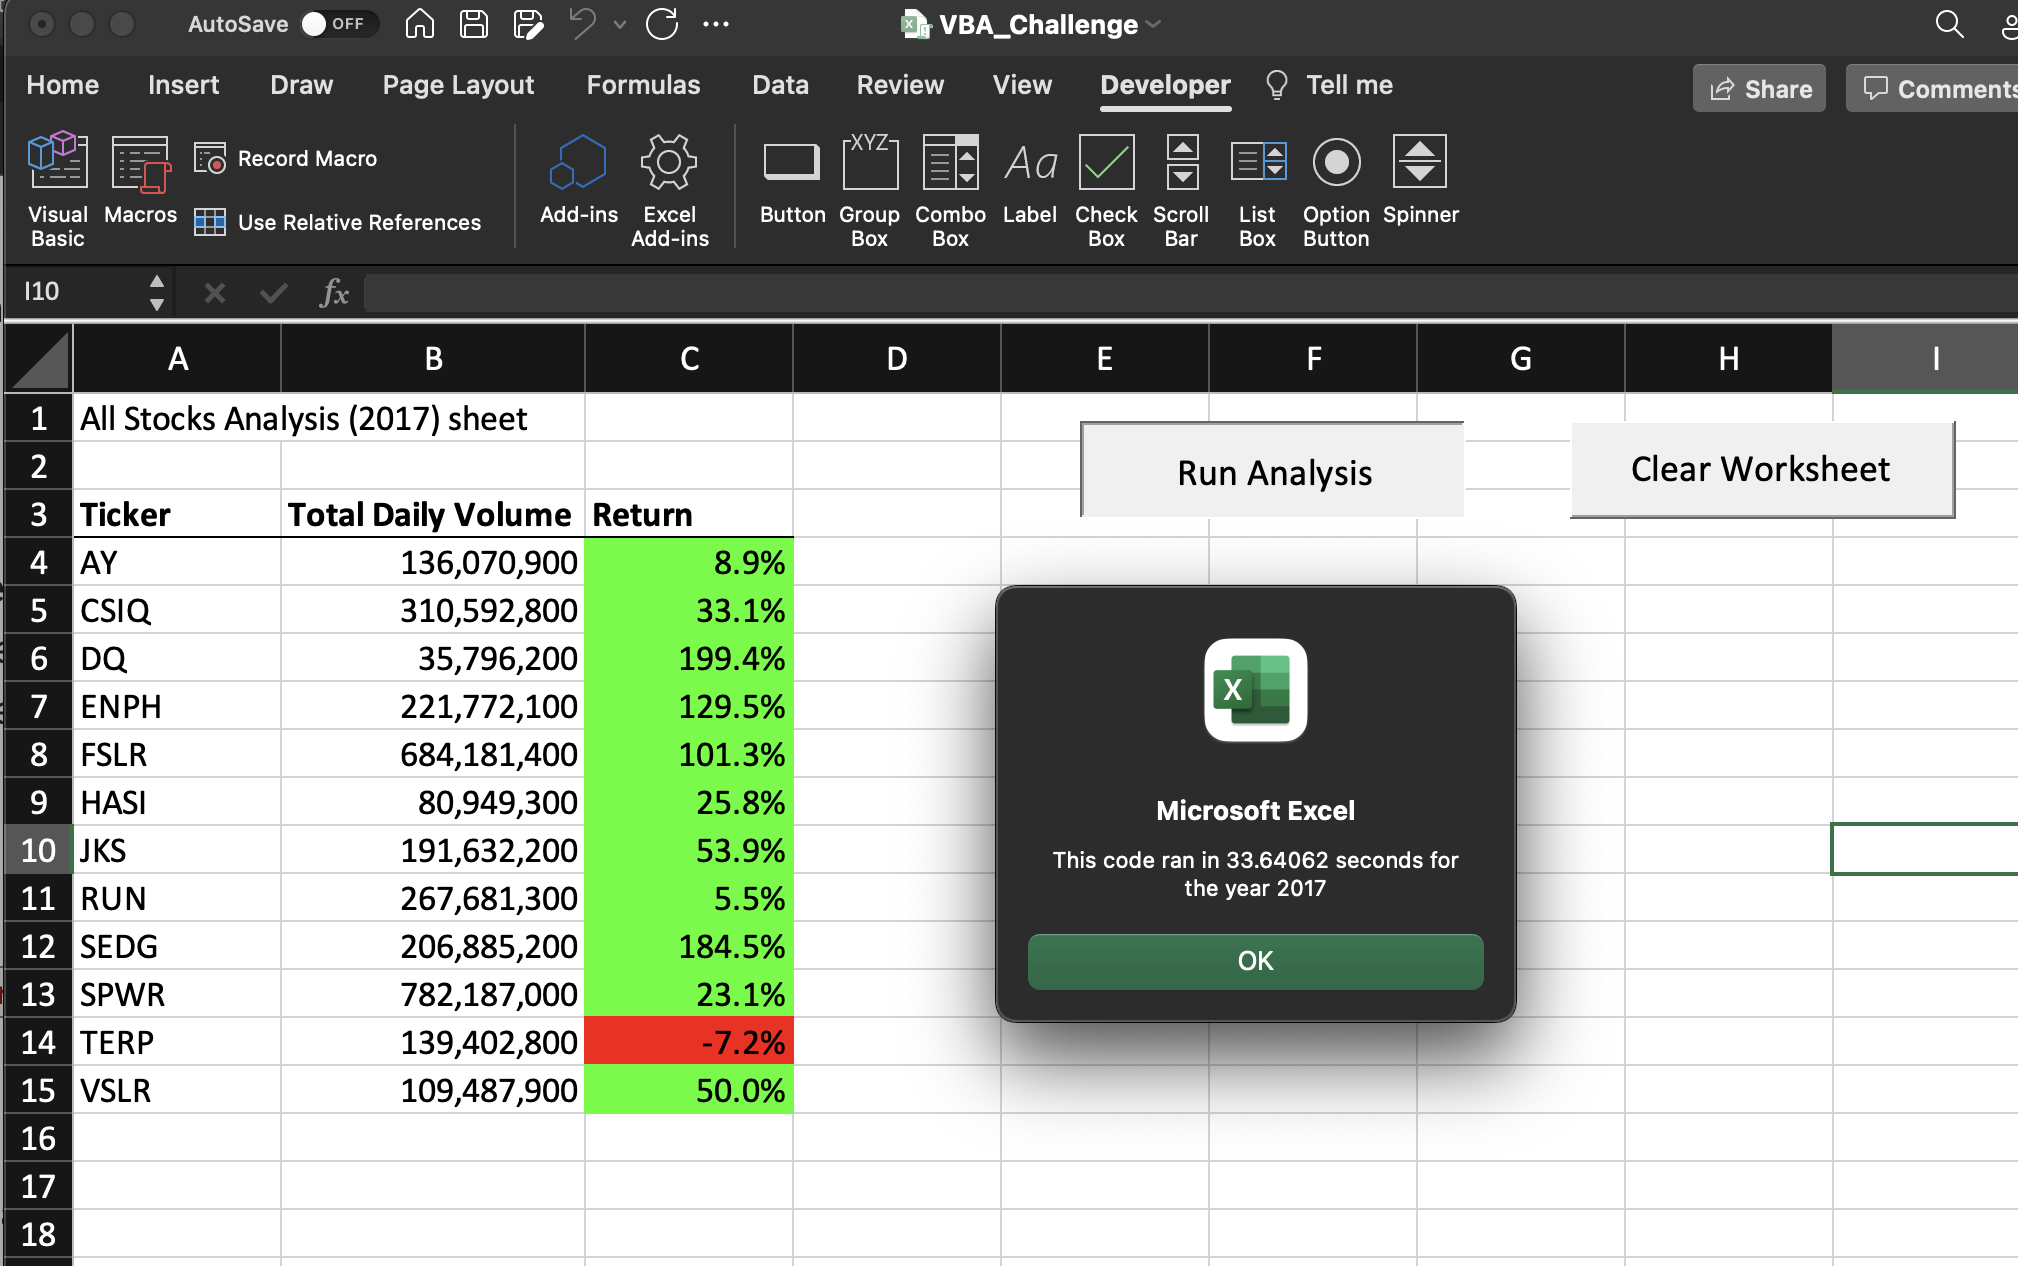 AutoSave OFF VBA_Challenge
Home Insert Draw Page Layout Formulas Data Review View Developer Tell me Share Comments
Visual Basic
Macros
Record Macro
Use Relative References
Add-ins
Excel Add-ins
Button
Group Box
Combo Box
Aa
Label
Check Box
Scroll Bar
List Box
Option Button
Spinner
XYZ
I10 fx
A B C D E F G H I
1 All Stocks Analysis (2017) sheet
Run Analysis Clear Worksheet
2
3 Ticker Total Daily Volume Return
4 AY 136,070,900 8.9%
5 CSIQ 310,592,800 33.1%
6 DQ 35,796,200 199.4%
7 ENPH 221,772,100 129.5%
8 FSLR 684,181,400 101.3%
9 HASI 80,949,300 25.8%
10 JKS 191,632,200 53.9%
11 RUN 267,681,300 5.5%
12 SEDG 206,885,200 184.5%
13 SPWR 782,187,000 23.1%
14 TERP 139,402,800 -7.2%
15 VSLR 109,487,900 50.0%
16
17
18
X
Microsoft Excel
This code ran in 33.64062 seconds for
the year 2017
OK